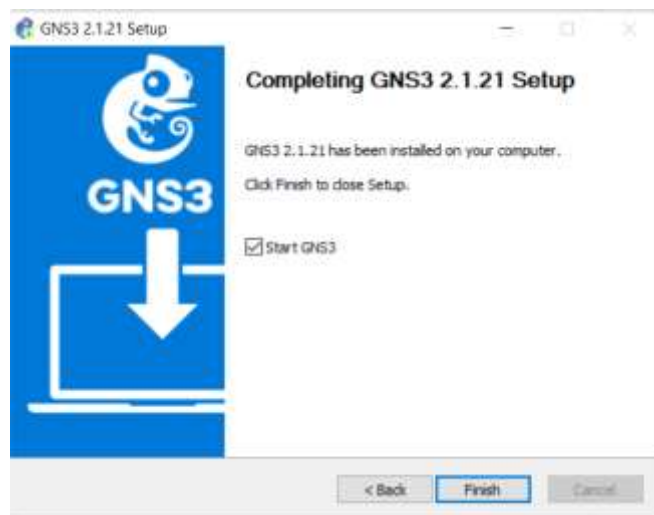 GNS3 2.1.21 Setup
Completing GNS3 2.1.21 Setup
GNS3 2.1.21 has been installed on your computer.
Click Finish to close Setup.
GNS3
Start GNS3
< Back
Finish
Cancel